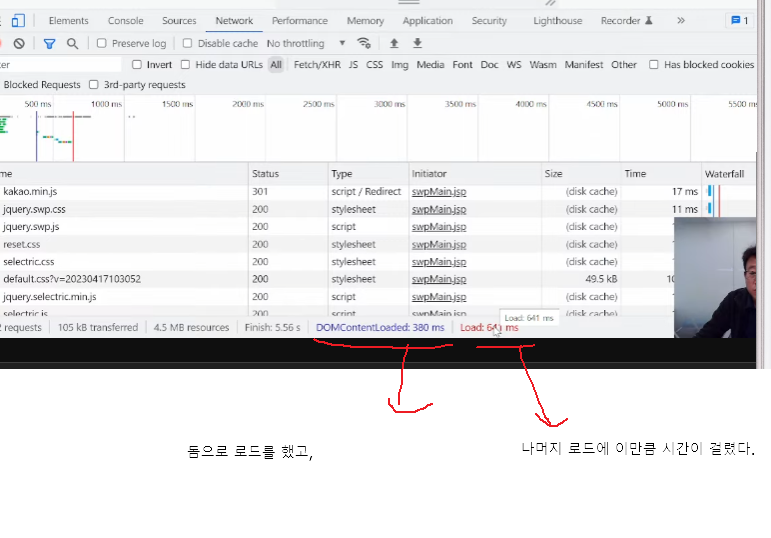 Elements Console Sources Network Performance Memory Application Security Lighthouse Recorder » 1
Preserve log Disable cache No throttling
Invert Hide data URLs All Fetch/XHR JS CSS Img Media Font Doc WS Wasm Manifest Other Has blocked cookies
Blocked Requests 3rd-party requests
500 ms 1000 ms 1500 ms 2000 ms 2500 ms 3000 ms 3500 ms 4000 ms 4500 ms 5000 ms 5500 ms
me Status Type Initiator Size Time Waterfall
kakao.min.js 301 script / Redirect swpMain.jsp (disk cache) 17 ms
jquery.swp.css 200 stylesheet swpMain.jsp (disk cache) 11 ms
jquery.swp.js 200 script swpMain.jsp (disk cache)
reset.css 200 stylesheet swpMain.jsp (disk cache)
selectric.css 200 stylesheet swpMain.jsp (disk cache)
default.css?v=20230417103052 200 stylesheet swpMain.jsp 49.5 kB
jquery.selectric.min.js 200 script swpMain.jsp (disk cache)
selectric.js 200 script swpMain.jsp (disk cache)
Load: 641 ms
requests 105 kB transferred 4.5 MB resources Finish: 5.56 s DOMContentLoaded: 380 ms Load: 641 ms
돔으로 로드를 했고,
나머지 로드에 이만큼 시간이 걸렸다.